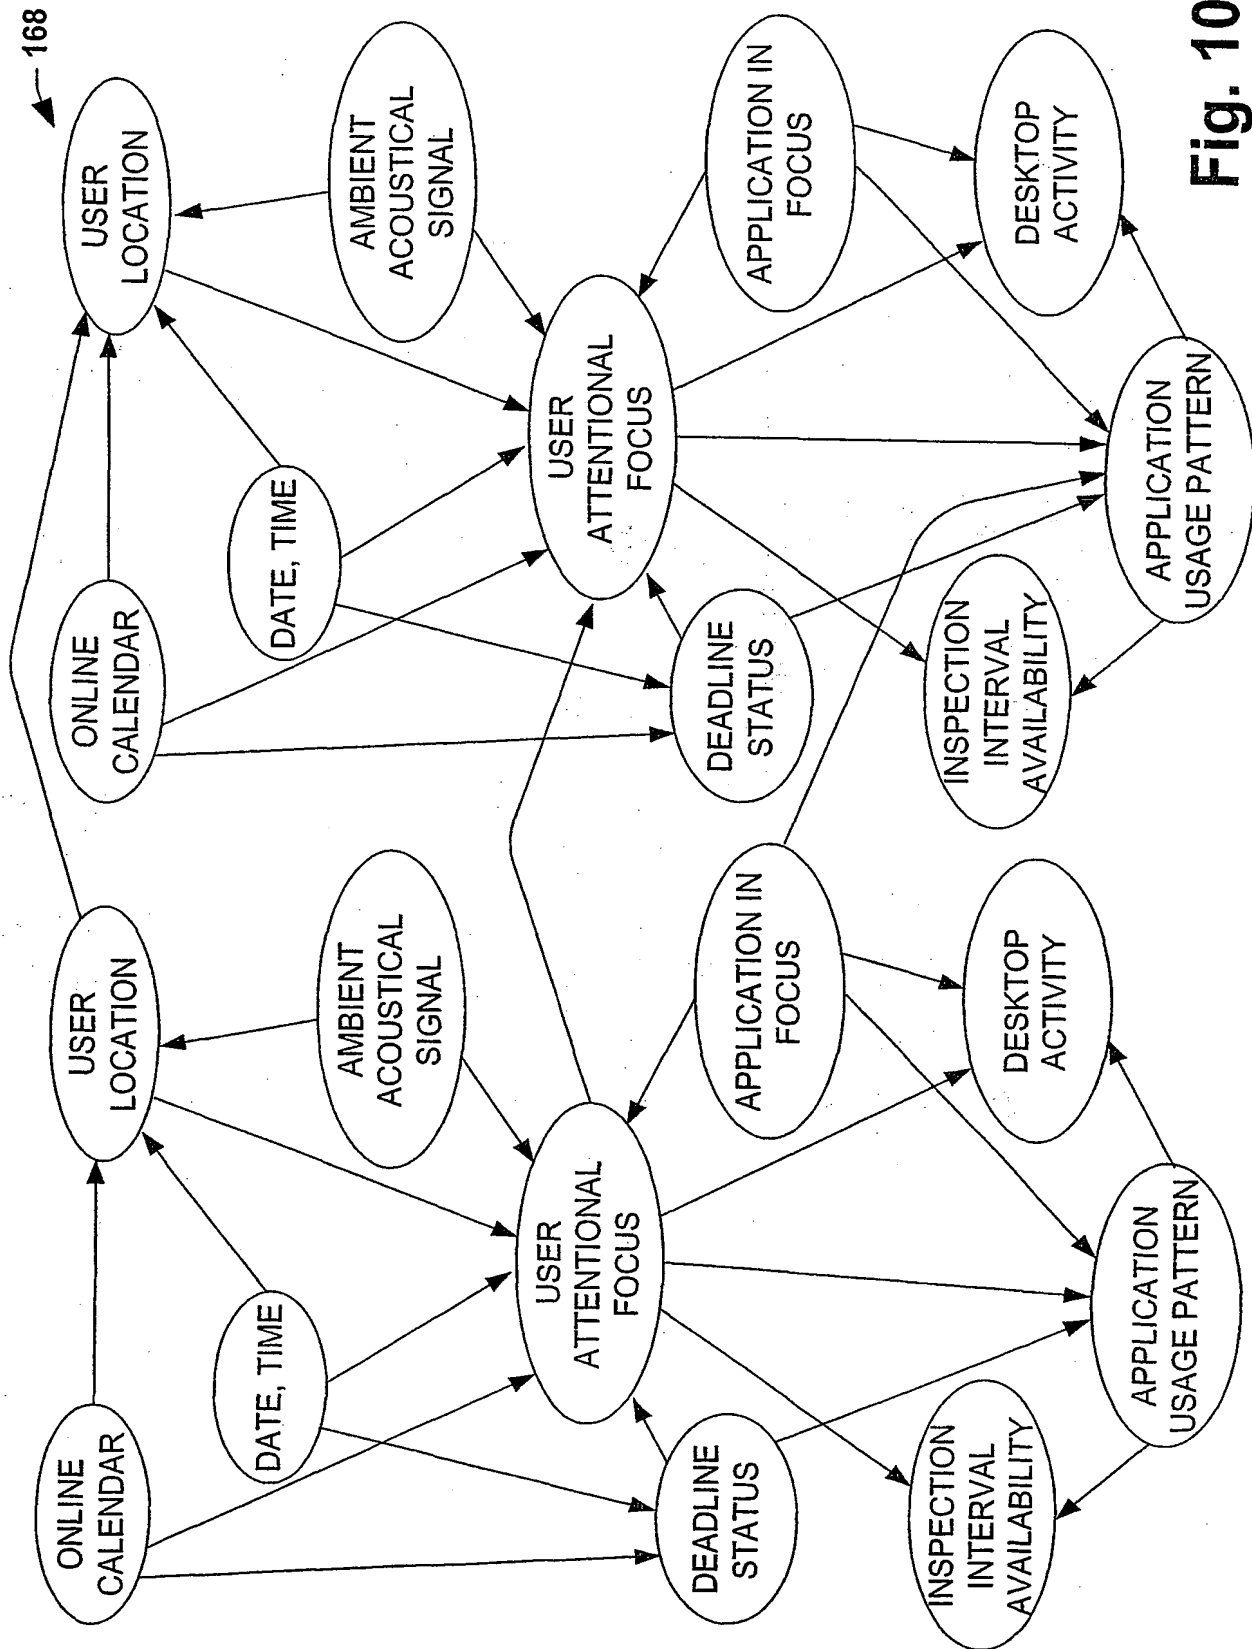 168
ONLINE
CALENDAR
USER
LOCATION
DATE, TIME
AMBIENT
ACOUSTICAL
SIGNAL
USER
ATTENTIONAL
FOCUS
DEADLINE
STATUS
APPLICATION IN
FOCUS
INSPECTION
INTERVAL
AVAILABILITY
DESKTOP
ACTIVITY
APPLICATION
USAGE PATTERN
ONLINE
CALENDAR
USER
LOCATION
DATE, TIME
AMBIENT
ACOUSTICAL
SIGNAL
USER
ATTENTIONAL
FOCUS
DEADLINE
STATUS
APPLICATION IN
FOCUS
INSPECTION
INTERVAL
AVAILABILITY
DESKTOP
ACTIVITY
APPLICATION
USAGE PATTERN
Fig. 10